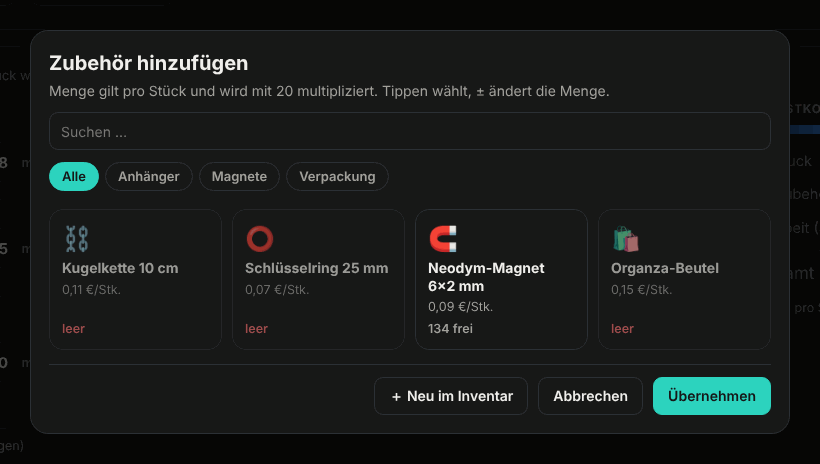 Zubehör hinzufügen
Menge gilt pro Stück und wird mit 20 multipliziert. Tippen wählt, ± ändert die Menge.
Suchen ...
Alle Anhänger Magnete Verpackung
Kugelkette 10 cm
0,11 €/Stk.
leer
Schlüsselring 25 mm
0,07 €/Stk.
leer
Neodym-Magnet
6×2 mm
0,09 €/Stk.
134 frei
Organza-Beutel
0,15 €/Stk.
leer
+ Neu im Inventar Abbrechen Übernehmen